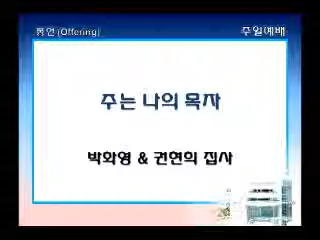 봉헌 (Offering) 주일예배
주는 나의 목자
박화영 & 권현희 집사